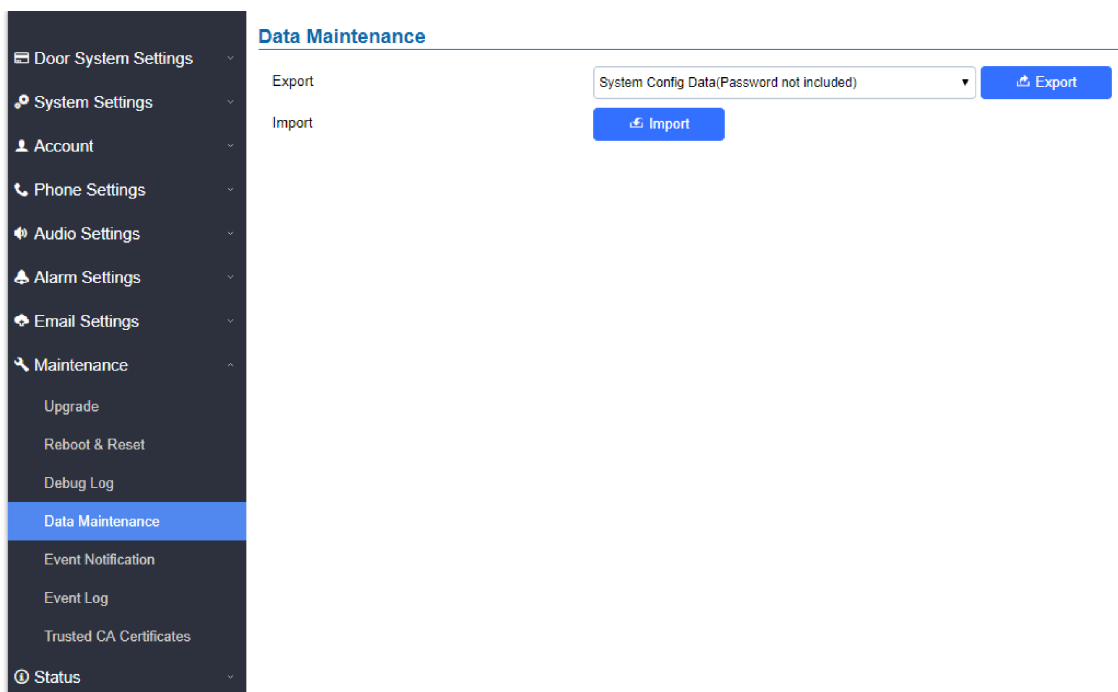 Data Maintenance
Door System Settings
Export
System Config Data(Password not included)
Export
System Settings
Import
Import
Account
Phone Settings
Audio Settings
Alarm Settings
Email Settings
Maintenance
Upgrade
Reboot & Reset
Debug Log
Data Maintenance
Event Notification
Event Log
Trusted CA Certificates
Status